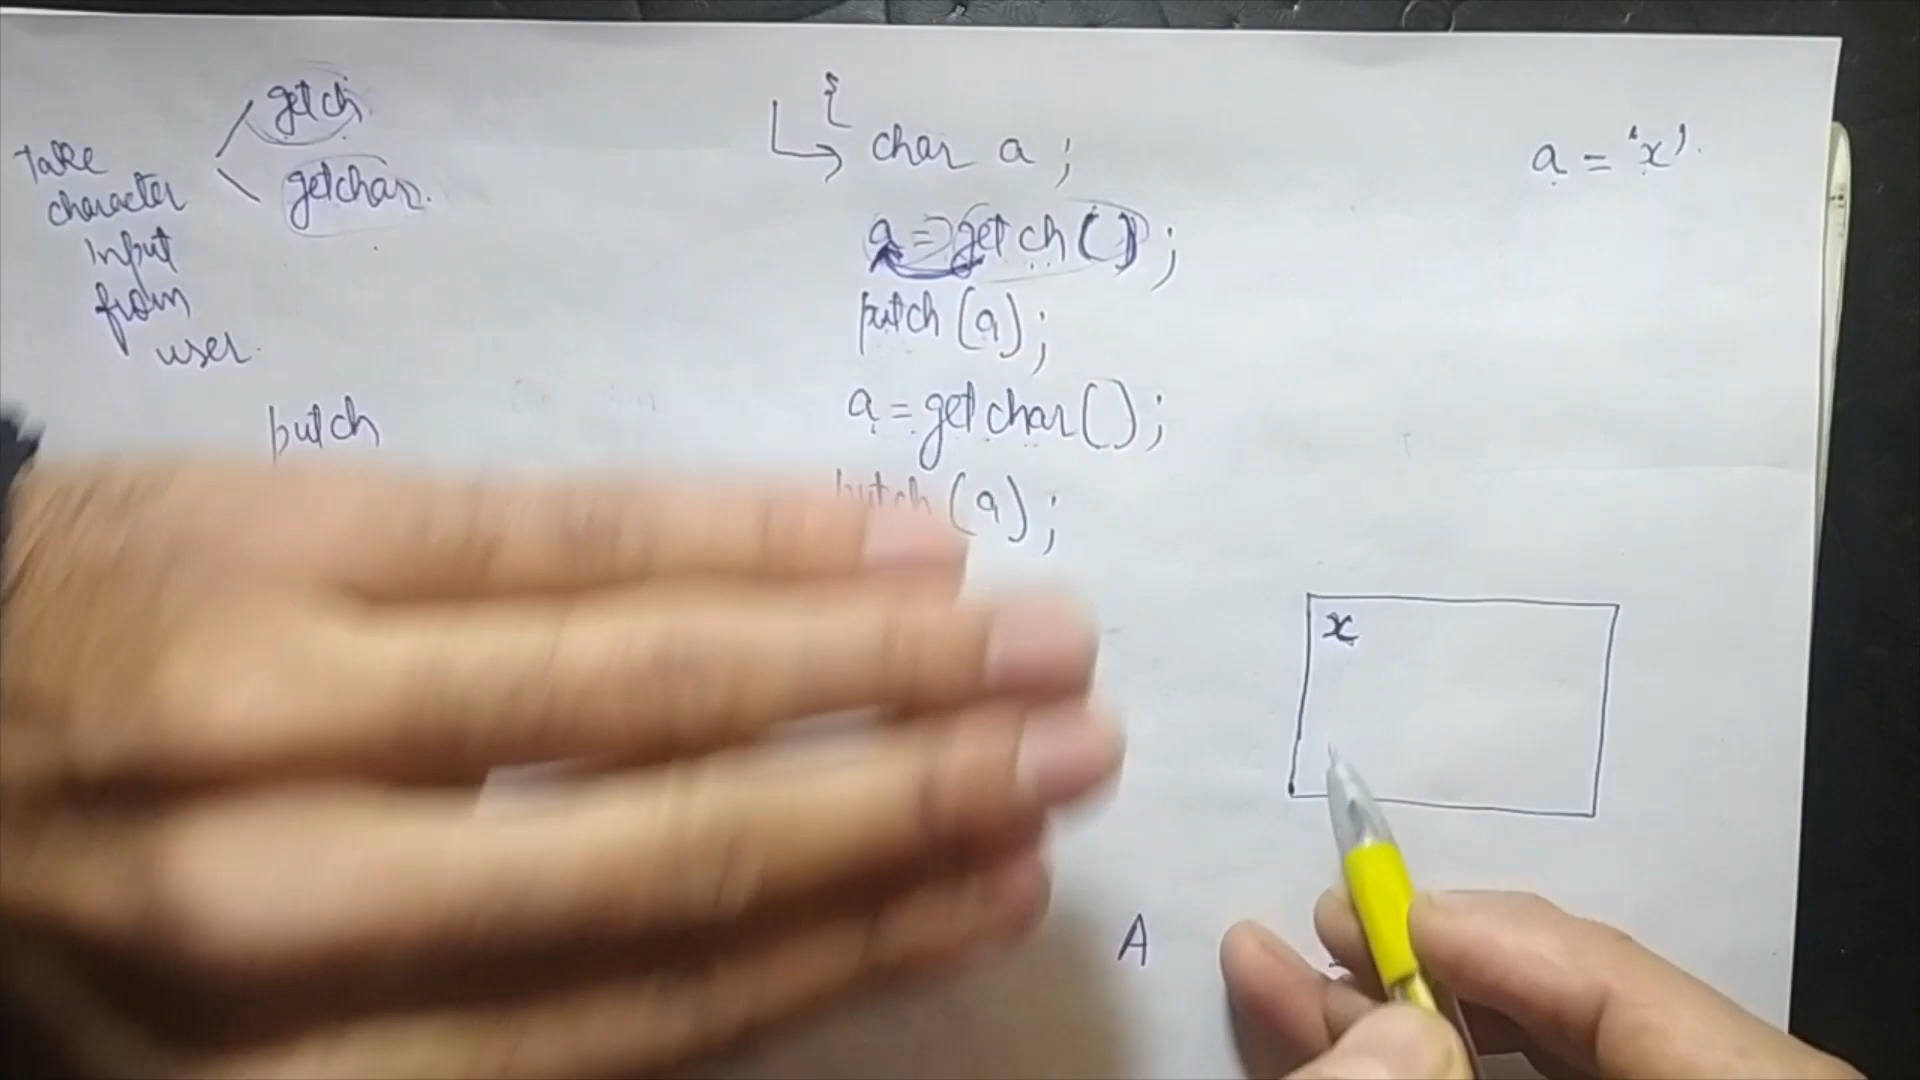 getch
Take
character
input
from
user.
getchar.
putch
{
char a ;
a = getch();
putch (a);
a = getchar();
putch (a);
a = 'x'.
x
A